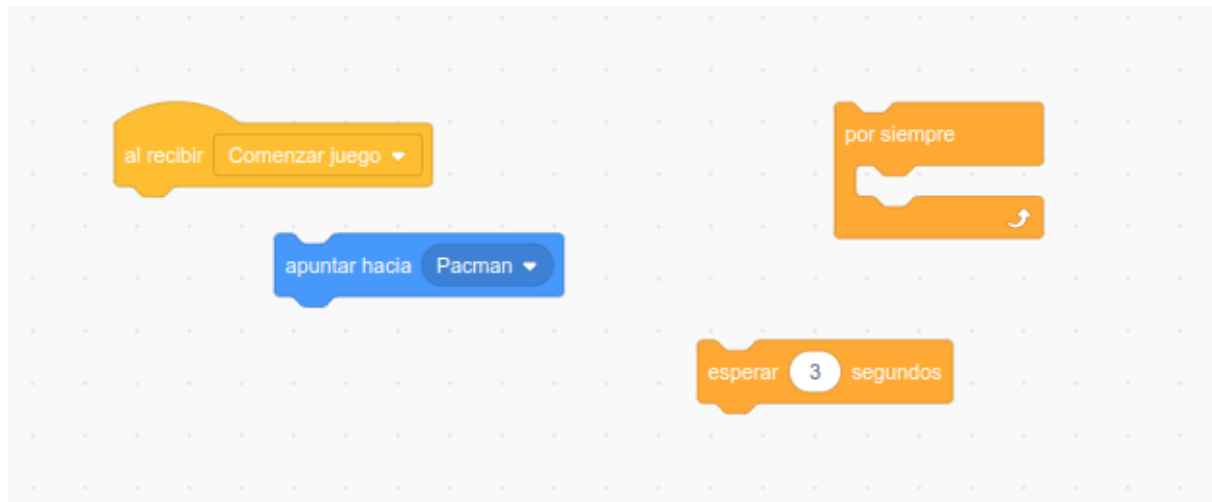 al recibir Comenzar juego
por siempre
apuntar hacia Pacman
esperar 3 segundos